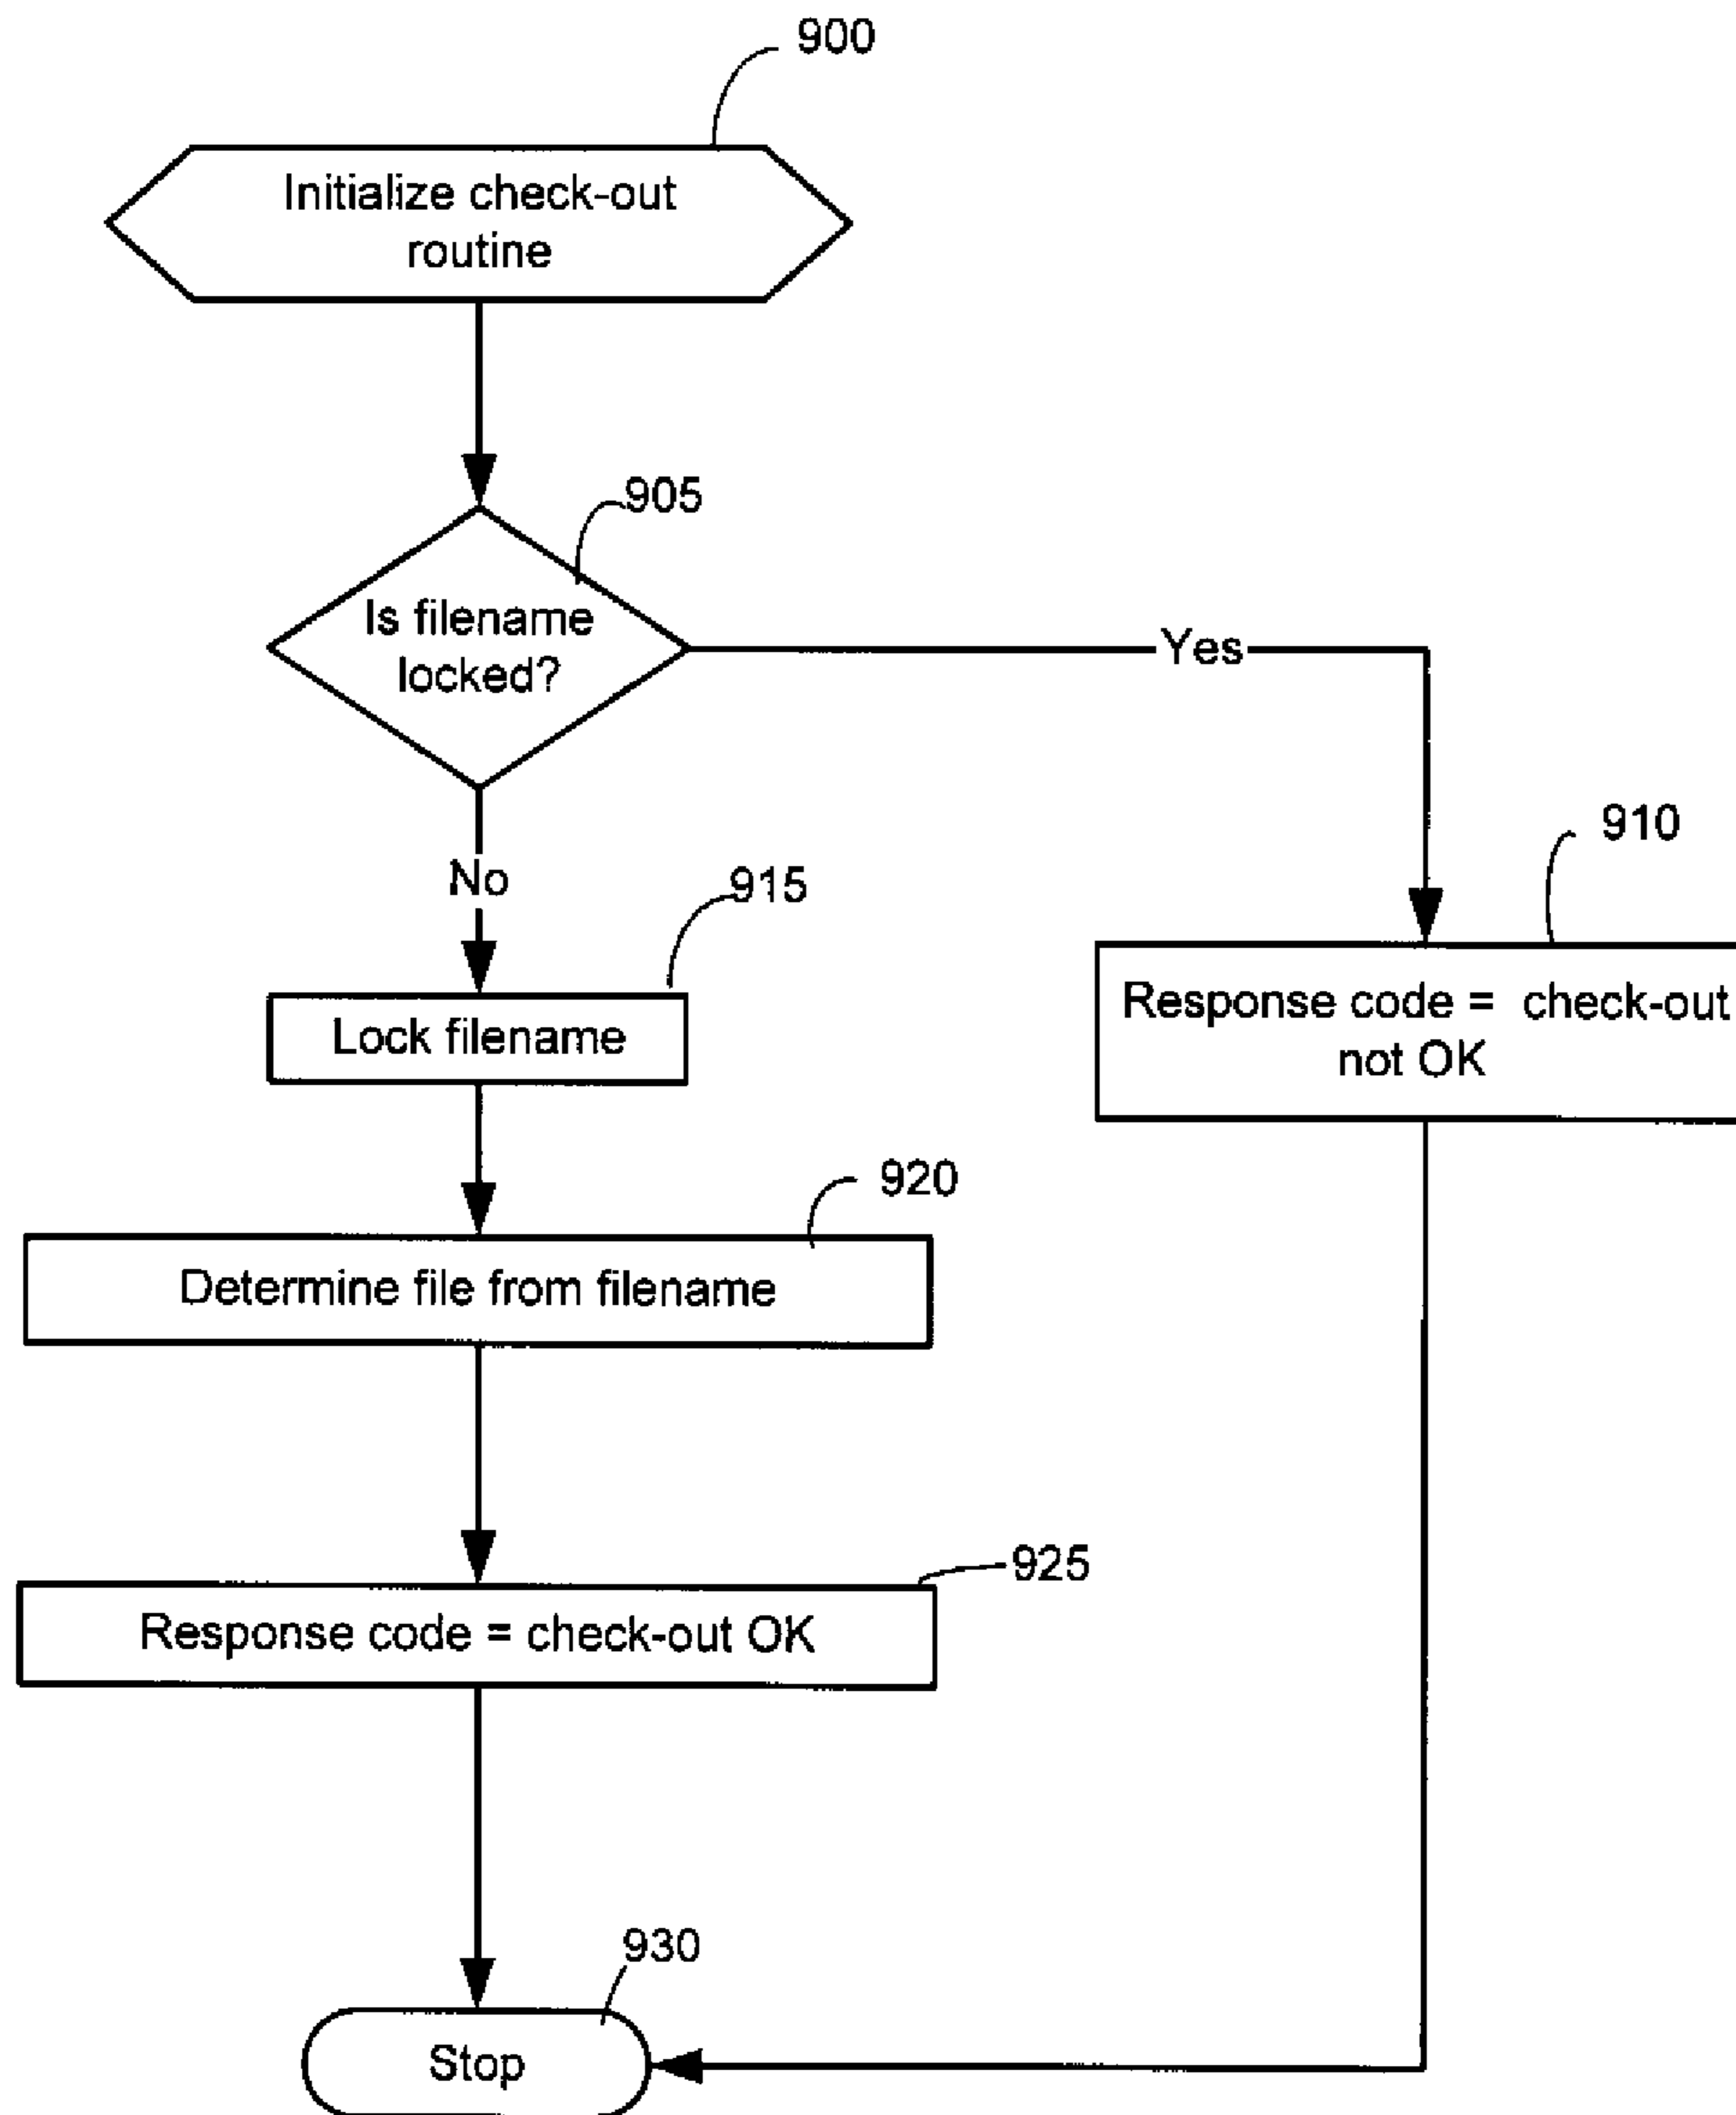 900
Initialize check-out
routine
905
Is filename
locked?
Yes
No
910
915
Response code = check-out
not OK
Lock filename
920
Determine file from filename
925
Response code = check-out OK
930
Stop